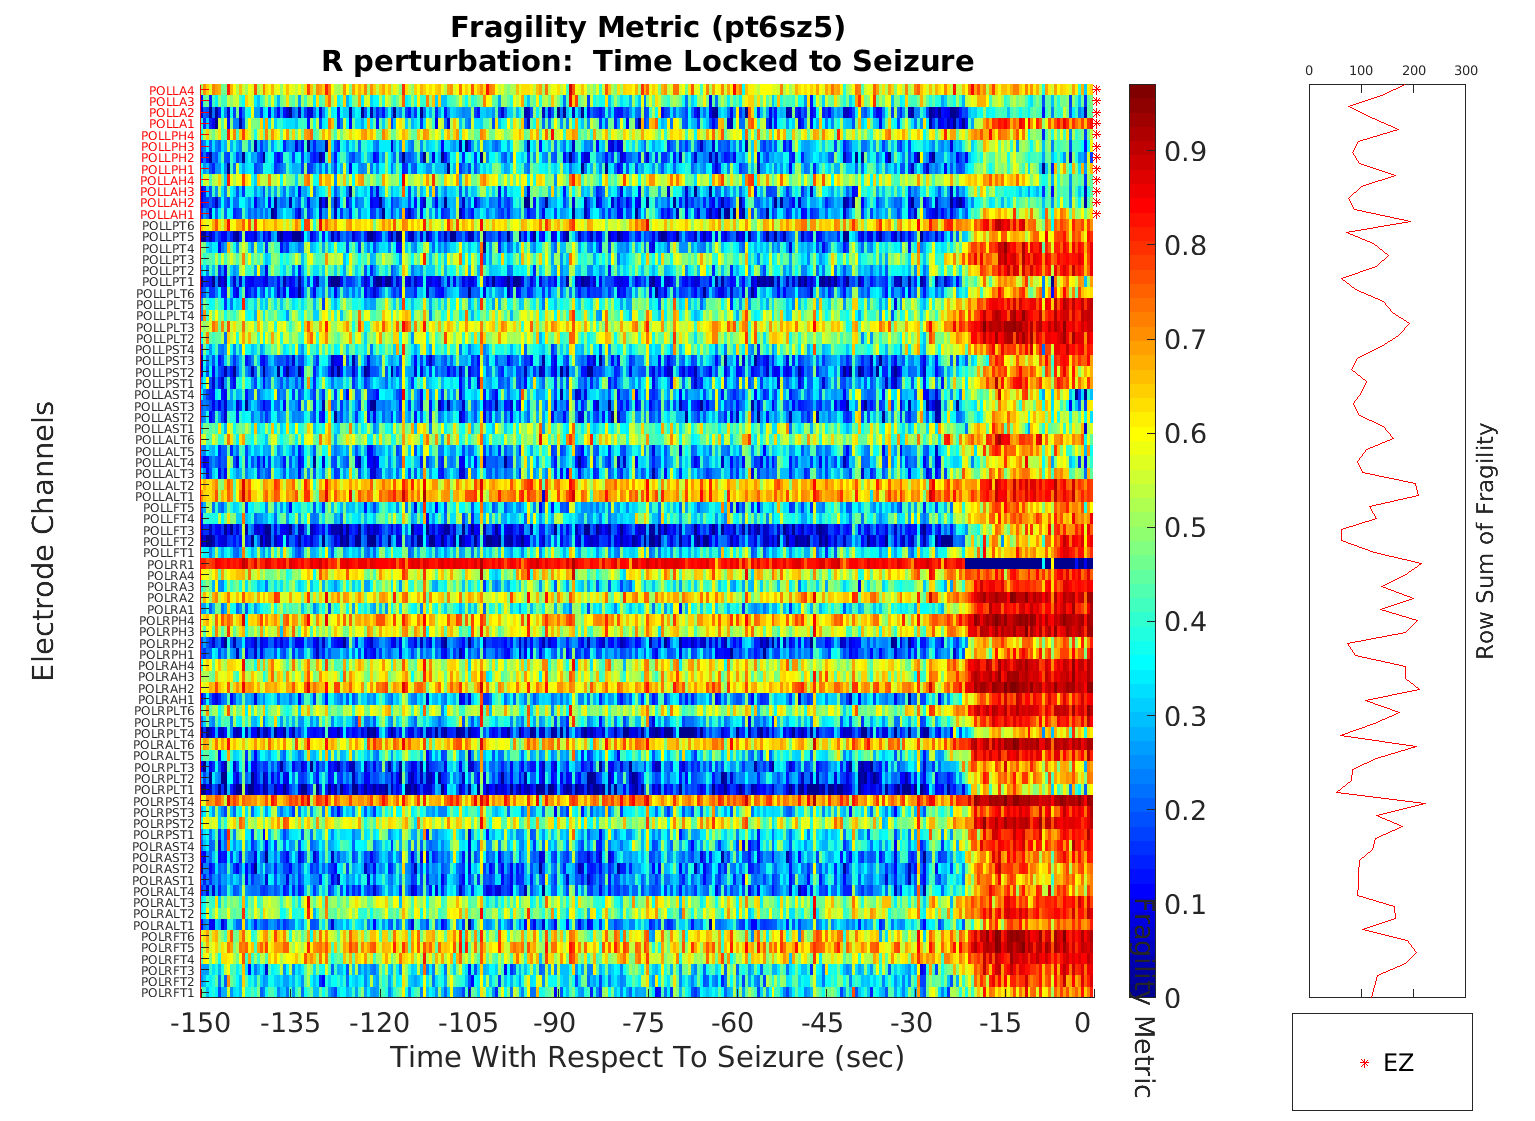 Fragility Metric (pt6sz5)
R perturbation:  Time Locked to Seizure
0 100 200 300
Electrode Channels
POLLA4
POLLA3
POLLA2
POLLA1
POLLPH4
POLLPH3
POLLPH2
POLLPH1
POLLAH4
POLLAH3
POLLAH2
POLLAH1
POLLPT6
POLLPT5
POLLPT4
POLLPT3
POLLPT2
POLLPT1
POLLPLT6
POLLPLT5
POLLPLT4
POLLPLT3
POLLPLT2
POLLPST4
POLLPST3
POLLPST2
POLLPST1
POLLAST4
POLLAST3
POLLAST2
POLLAST1
POLLALT6
POLLALT5
POLLALT4
POLLALT3
POLLALT2
POLLALT1
POLLFT5
POLLFT4
POLLFT3
POLLFT2
POLLFT1
POLRR1
POLRA4
POLRA3
POLRA2
POLRA1
POLRPH4
POLRPH3
POLRPH2
POLRPH1
POLRAH4
POLRAH3
POLRAH2
POLRAH1
POLRPLT6
POLRPLT5
POLRPLT4
POLRALT6
POLRALT5
POLRPLT3
POLRPLT2
POLRPLT1
POLRPST4
POLRPST3
POLRPST2
POLRPST1
POLRAST4
POLRAST3
POLRAST2
POLRAST1
POLRALT4
POLRALT3
POLRALT2
POLRALT1
POLRFT6
POLRFT5
POLRFT4
POLRFT3
POLRFT2
POLRFT1
-150 -135 -120 -105 -90 -75 -60 -45 -30 -15 0
Time With Respect To Seizure (sec)
0.9
0.8
0.7
0.6
0.5
0.4
0.3
0.2
0.1
0
Fragility Metric
Row Sum of Fragility
EZ